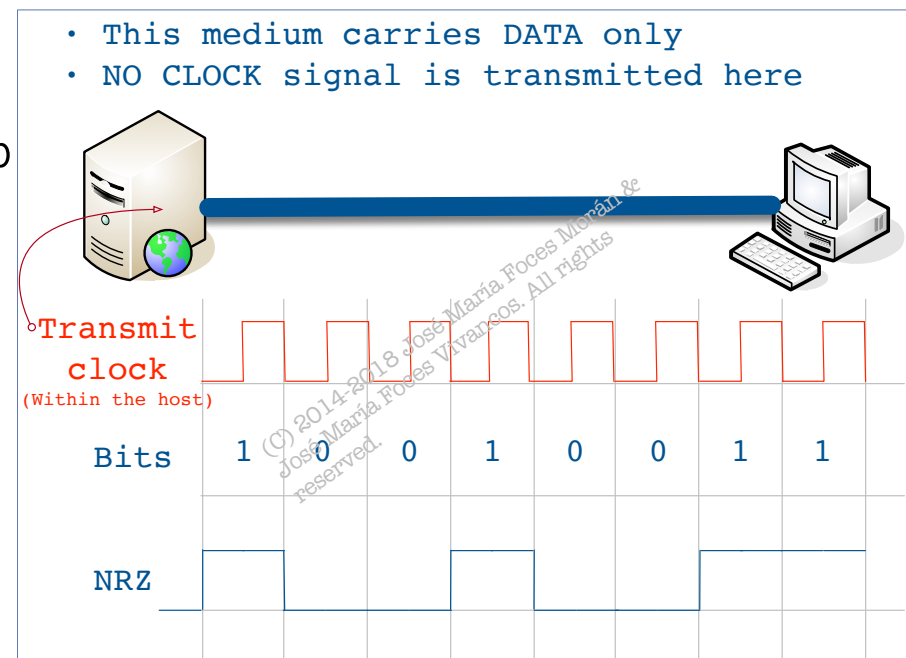 • This medium carries DATA only
• NO CLOCK signal is transmitted here
Transmit
clock
(Within the host)
(C) 2014-2018 José María Foces Morán &
José María Foces Vivancos. All rights
reserved.
Bits 1 0 0 1 0 0 1 1
NRZ